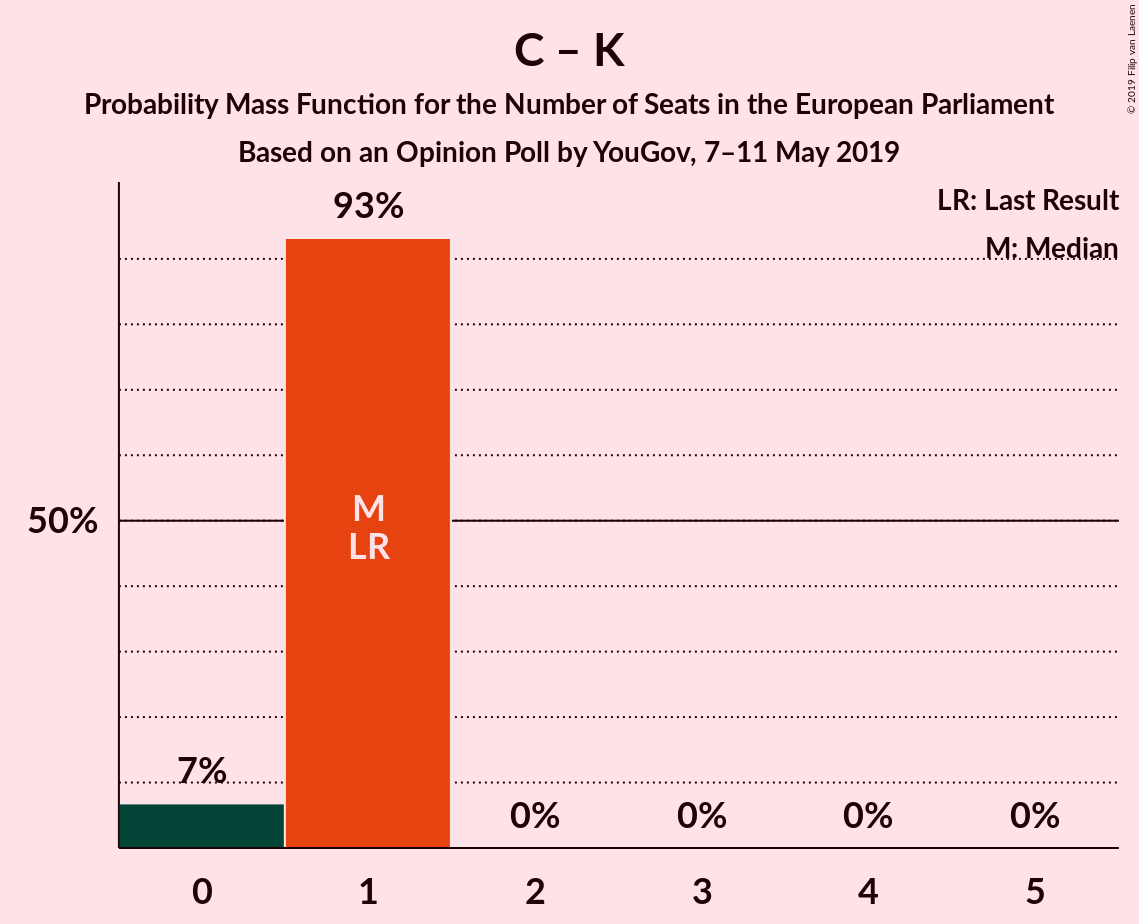 C – K
Probability Mass Function for the Number of Seats in the European Parliament
Based on an Opinion Poll by YouGov, 7–11 May 2019
© 2019 Filip van Laenen
LR: Last Result
M: Median
93%
50%
M
LR
7%
0%
0%
0%
0%
0
1
2
3
4
5